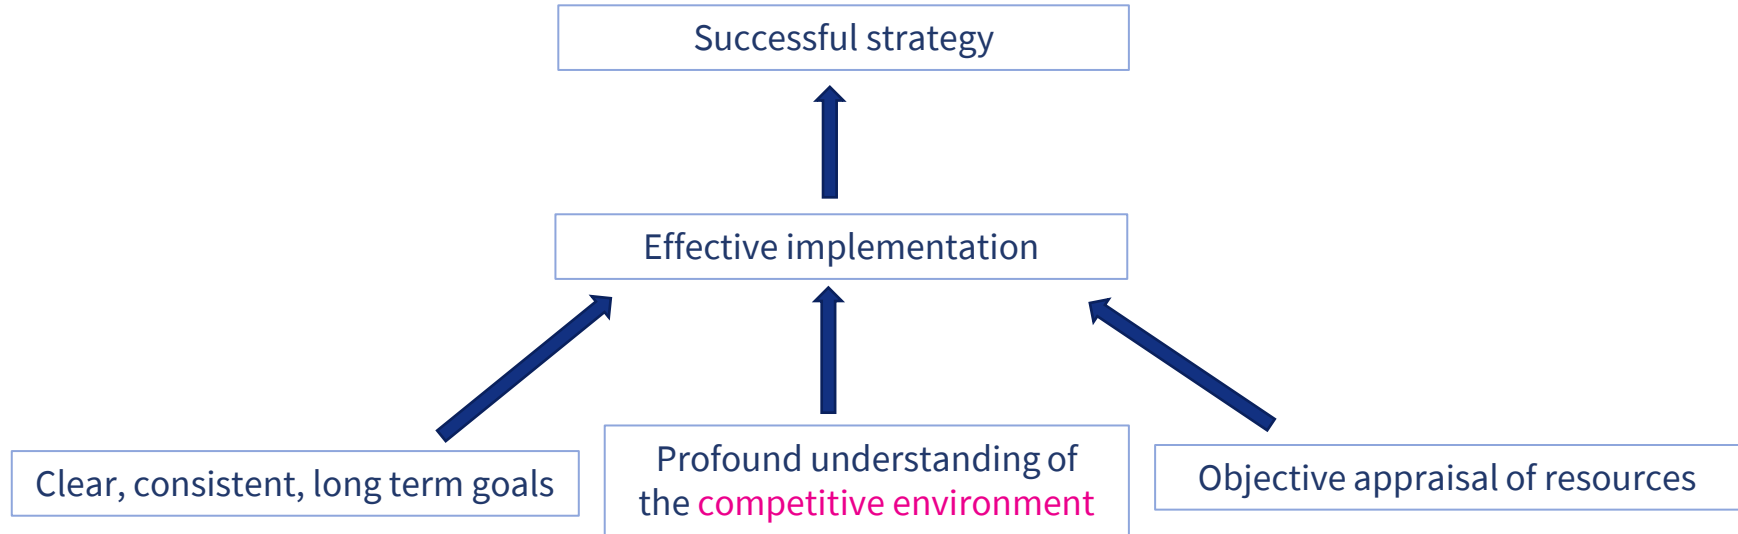 Successful strategy
Effective implementation
Clear, consistent, long term goals
Profound understanding of
the competitive environment
Objective appraisal of resources